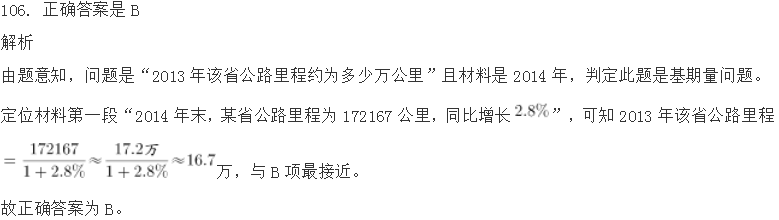 106. 正确答案是 B
解析
由题意知，问题是“2013 年该省公路里程约为多少万公里”且材料是 2014 年，判定此题是基期量问题。
定位材料第一段“2014 年末，某省公路里程为 172167 公里，同比增长 2.8%”，可知 2013 年该省公路里程
= 172167/(1+2.8%) ≈ 17.2万/(1+2.8%) ≈16.7万，与 B 项最接近。
故正确答案为 B。